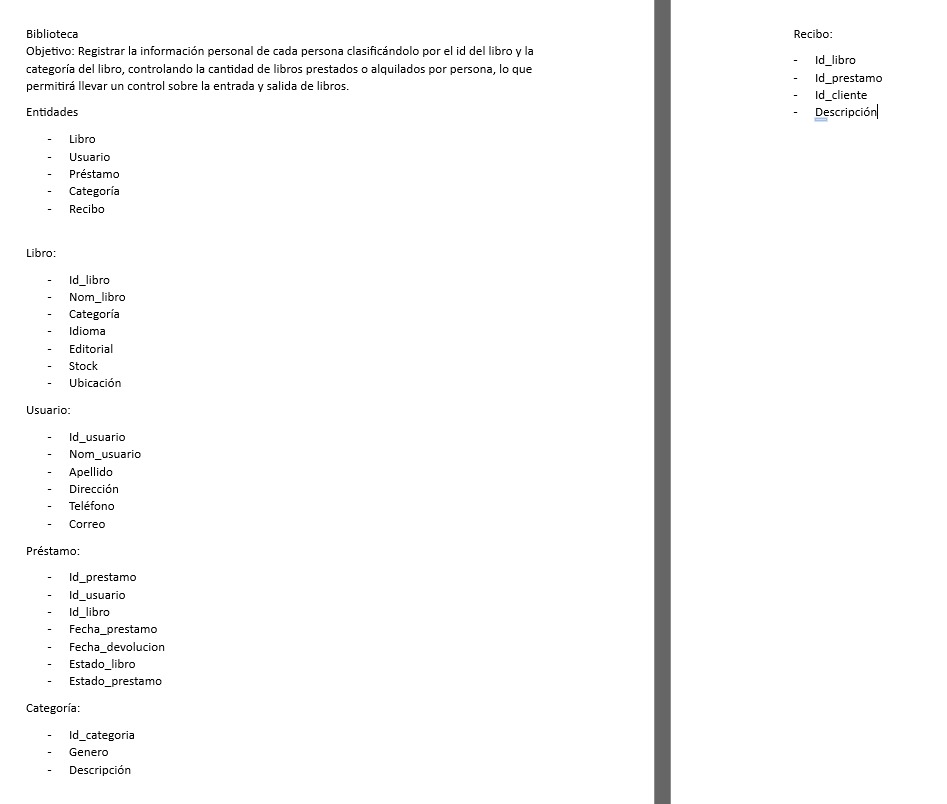 Biblioteca
Objetivo: Registrar la información personal de cada persona clasificándolo por el id del libro y la
categoría del libro, controlando la cantidad de libros prestados o alquilados por persona, lo que
permitirá llevar un control sobre la entrada y salida de libros.
Entidades
- Libro
- Usuario
- Préstamo
- Categoría
- Recibo
Libro:
- Id_libro
- Nom_libro
- Categoría
- Idioma
- Editorial
- Stock
- Ubicación
Usuario:
- Id_usuario
- Nom_usuario
- Apellido
- Dirección
- Teléfono
- Correo
Préstamo:
- Id_prestamo
- Id_usuario
- Id_libro
- Fecha_prestamo
- Fecha_devolucion
- Estado_libro
- Estado_prestamo
Categoría:
- Id_categoria
- Genero
- Descripción
Recibo:
- Id_libro
- Id_prestamo
- Id_cliente
- Descripción